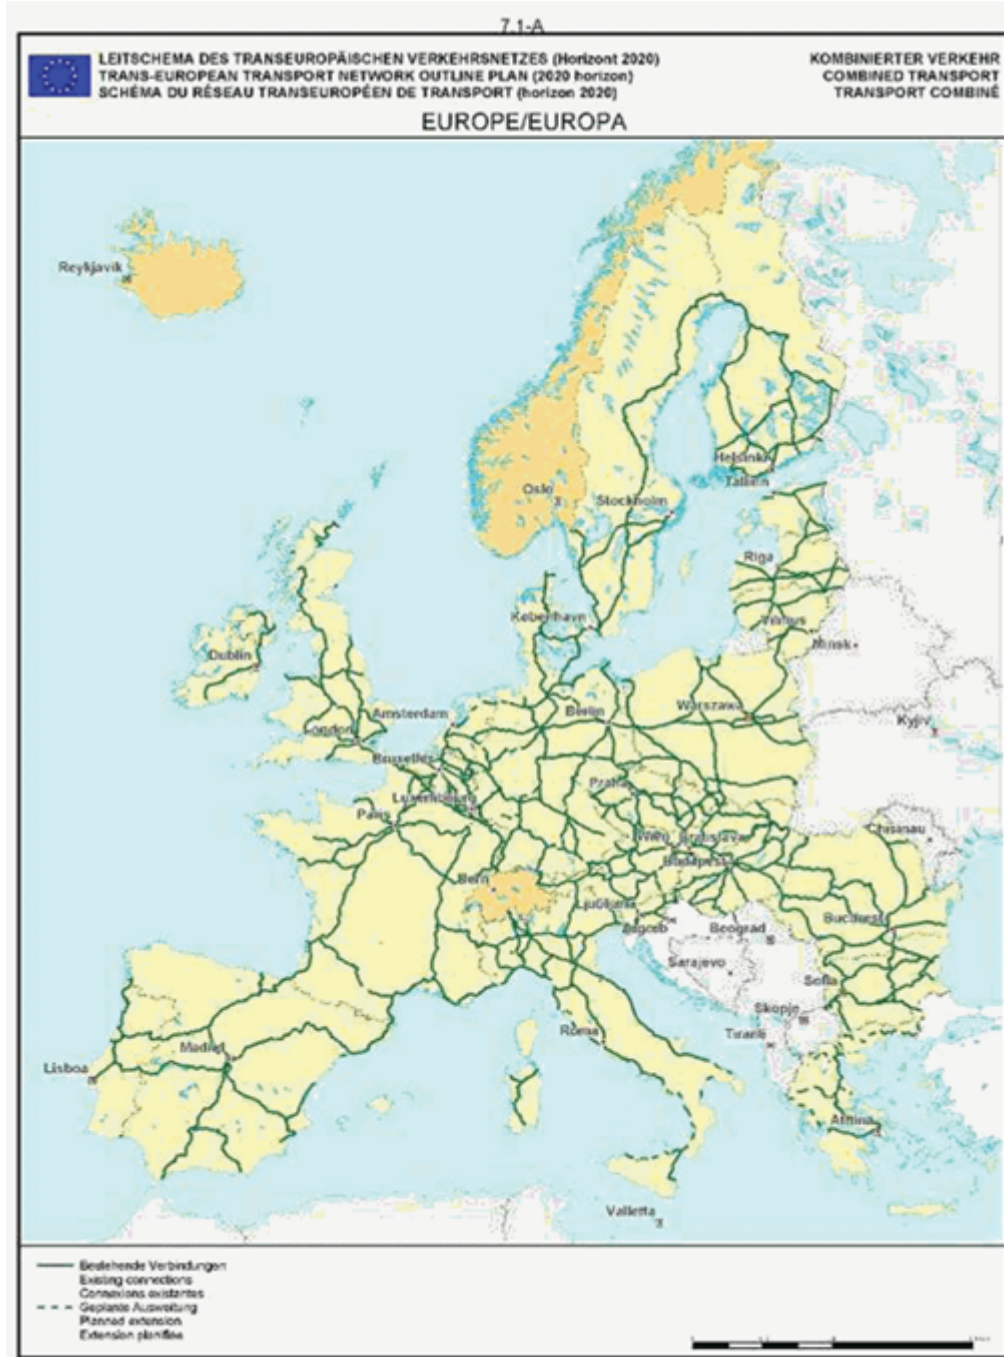 7.1-A
LEITSCHEMA DES TRANSEUROPÄISCHEN VERKEHRSNETZES (Horizont 2020)
TRANS-EUROPEAN TRANSPORT NETWORK OUTLINE PLAN (2020 horizon)
SCHÉMA DU RÉSEAU TRANSEUROPÉEN DE TRANSPORT (horizon 2020)
KOMBINIERTER VERKEHR
COMBINED TRANSPORT
TRANSPORT COMBINÉ
EUROPE/EUROPA
Reykjavik
Helsinki
Tallinn
Oslo
Stockholm
Riga
København
Vilnius
Minsk
Dublin
Amsterdam
Berlin
Warszawa
London
Kyjiv
Bruxelles
Praha
Luxembourg
Paris
Wien
Bratislava
Chisinau
Budapest
Bern
Ljubljana
Zagreb
Beograd
Bucharest
Sarajevo
Sofia
Skopje
Roma
Tiranë
Madrid
Lisboa
Athina
Valletta
Bestehende Verbindungen
Existing connections
Connexions existantes
Geplante Ausweitung
Planned extension
Extension planifiée